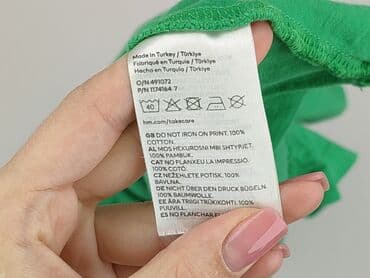 Made in Turkey / Türkiye
Fabriqué en Turquie / Türkiye
Hecho en Turquía / Türkiye
O/N 491072
P/N 1174164 7
40
hm.com/takecare
GB DO NOT IRON ON PRINT. 100%
COTTON.
AL MOS HEKUROSNI MBI SHTYPJET.
100% PAMBUK.
CAT NO PLANXEU LA IMPRESSIÓ.
100% COTÓ.
CZ NEŽEHLETE POTISK. 100%
BAVLNA.
DE NICHT ÜBER DEN DRUCK BÜGELN.
100% BAUMWOLLE.
EE ÄRA TRIIGI TRÜKIKOHTI. 100%
PUUVILL.
ES NO PLANCHAR